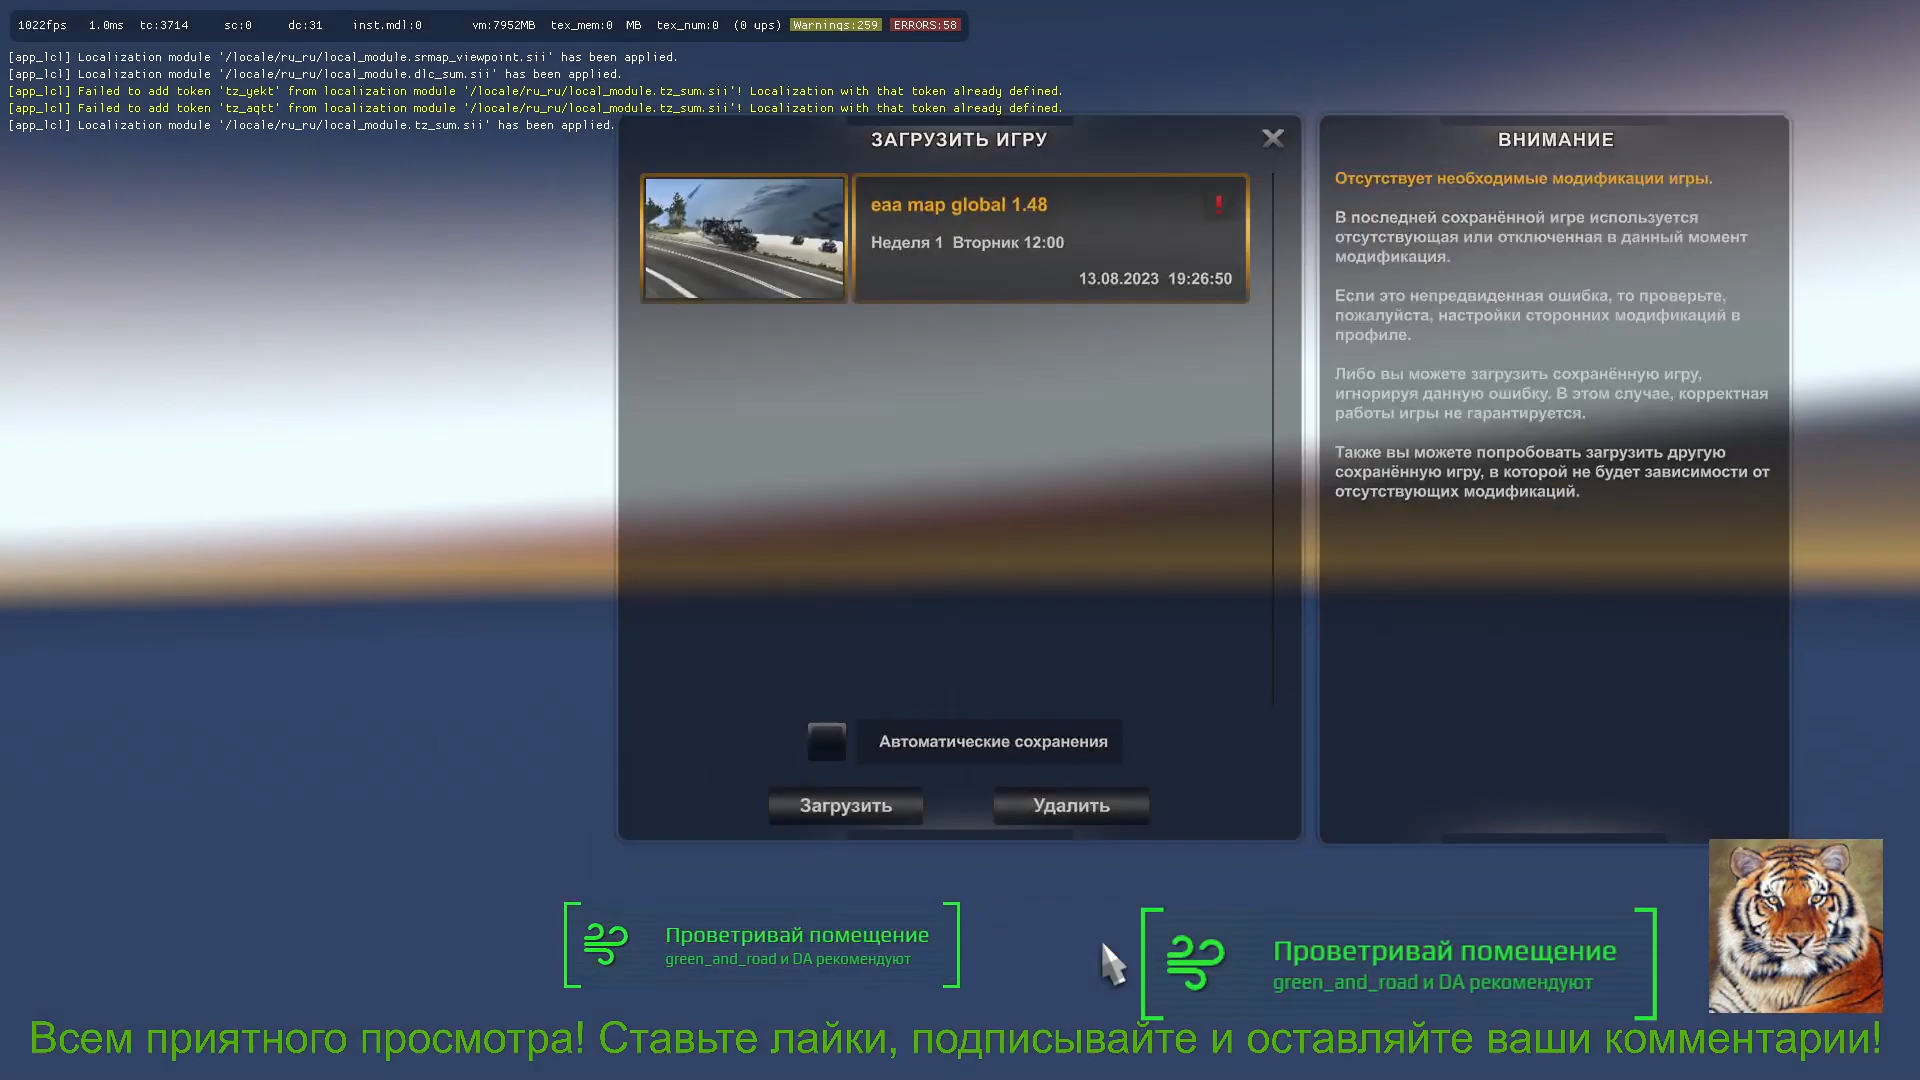 1022fps 1.0ms tc:3714 sc:0 dc:31 inst.mdl:0 vm:7952MB tex_mem:0 MB tex_num:0 (0 ups) Warnings:259 ERRORS:58
[app_lcl] Localization module '/locale/ru_ru/local_module.srmap_viewpoint.sii' has been applied.
[app_lcl] Localization module '/locale/ru_ru/local_module.dlc_sum.sii' has been applied.
[app_lcl] Failed to add token 'tz_yekt' from localization module '/locale/ru_ru/local_module.tz_sum.sii'! Localization with that token already defined.
[app_lcl] Failed to add token 'tz_aqtt' from localization module '/locale/ru_ru/local_module.tz_sum.sii'! Localization with that token already defined.
[app_lcl] Localization module '/locale/ru_ru/local_module.tz_sum.sii' has been applied.
ЗАГРУЗИТЬ ИГРУ
eaa map global 1.48
!
Неделя 1 Вторник 12:00
13.08.2023 19:26:50
Автоматические сохранения
Загрузить
Удалить
ВНИМАНИЕ
Отсутствует необходимые модификации игры.
В последней сохранённой игре используется
отсутствующая или отключенная в данный момент
модификация.
Если это непредвиденная ошибка, то проверьте,
пожалуйста, настройки сторонних модификаций в
профиле.
Либо вы можете загрузить сохранённую игру,
игнорируя данную ошибку. В этом случае, корректная
работы игры не гарантируется.
Также вы можете попробовать загрузить другую
сохранённую игру, в которой не будет зависимости от
отсутствующих модификаций.
Проветривай помещение
green_and_road и DA рекомендуют
Проветривай помещение
green_and_road и DA рекомендуют
Всем приятного просмотра! Ставьте лайки, подписывайте и оставляйте ваши комментарии!